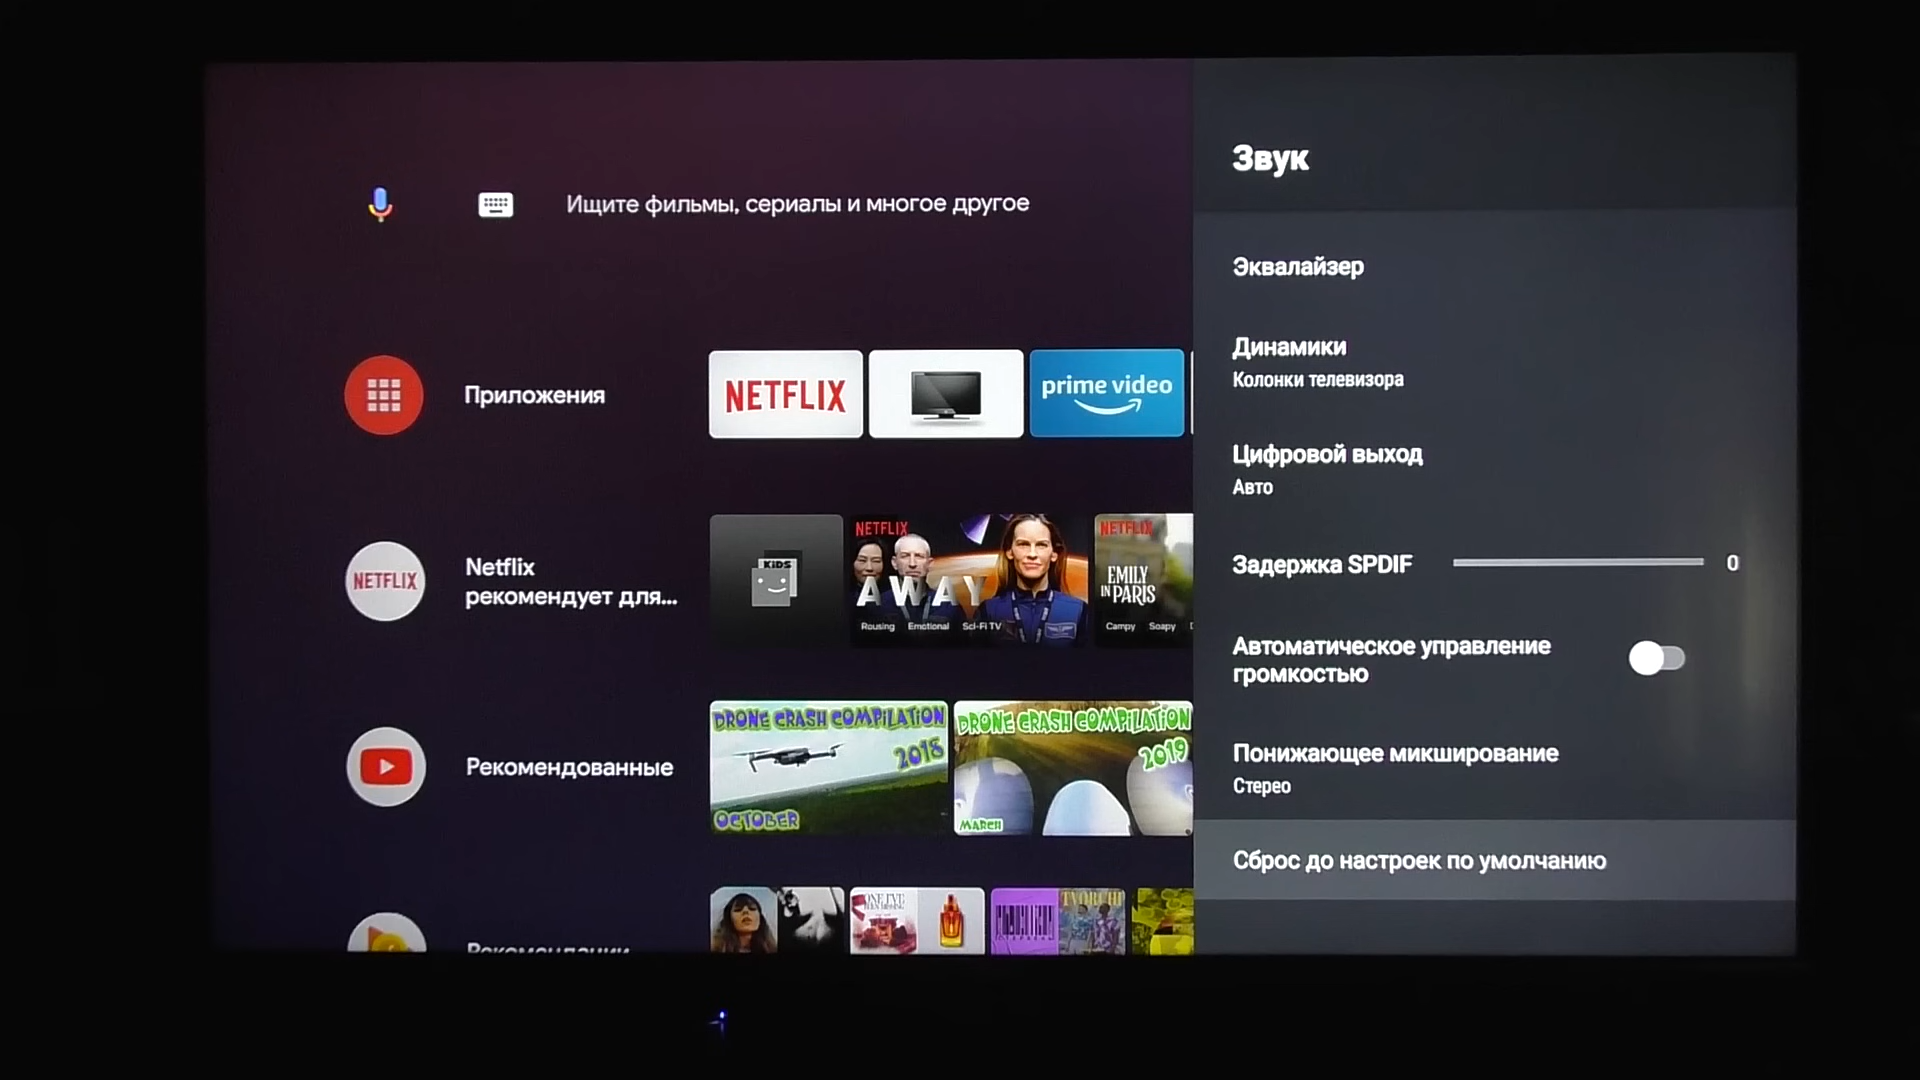 Ищите фильмы, сериалы и многое другое
Приложения
NETFLIX
prime video
NETFLIX
Netflix
рекомендует для...
KiDS
NETFLIX
AWAY
Rousing Emotional Sci-Fi TV
NETFLIX
EMILY
IN PARIS
Campy Soapy
Рекомендованные
DRONE CRASH COMPILATION
2018
OCTOBER
DRONE CRASH COMPILATION
2019
MARCH
Рекомендации
Звук
Эквалайзер
Динамики
Колонки телевизора
Цифровой выход
Авто
Задержка SPDIF 0
Автоматическое управление
громкостью
Понижающее микширование
Стерео
Сброс до настроек по умолчанию